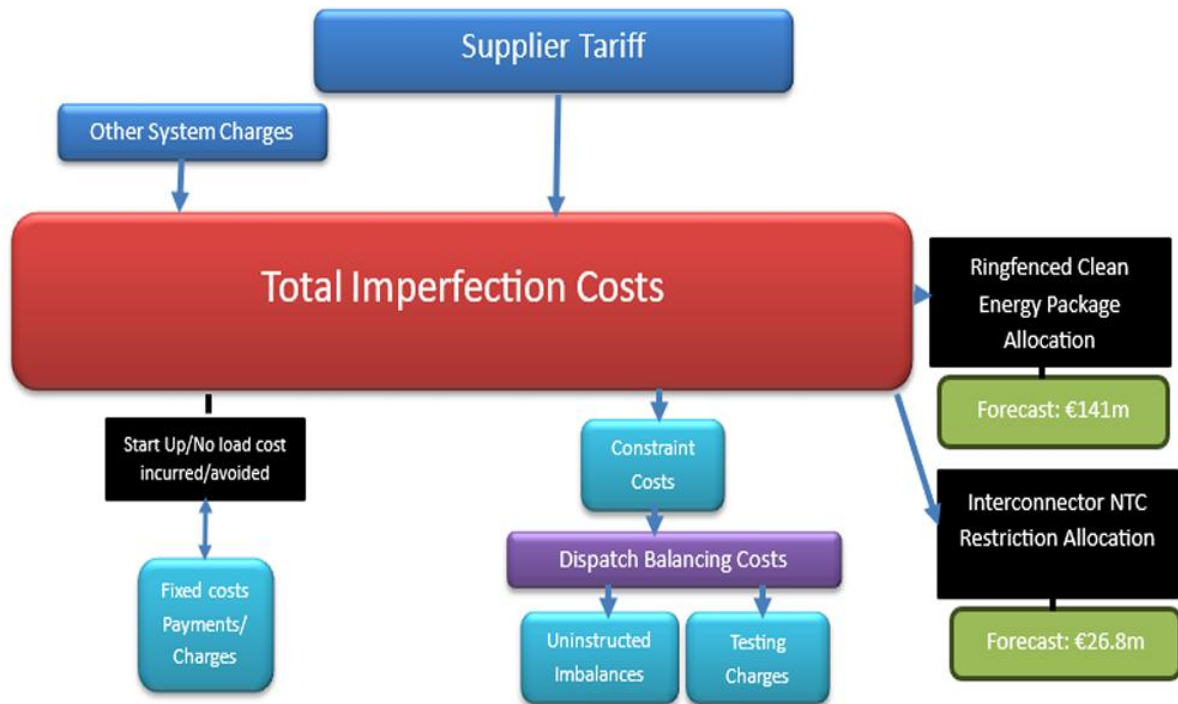 Supplier Tariff
Other System Charges
Total Imperfection Costs
Ringfenced Clean
Energy Package
Allocation
Forecast: €141m
Start Up/No load cost
incurred/avoided
Constraint
Costs
Interconnector NTC
Restriction Allocation
Dispatch Balancing Costs
Fixed costs
Payments/
Charges
Uninstructed
Imbalances
Testing
Charges
Forecast: €26.8m